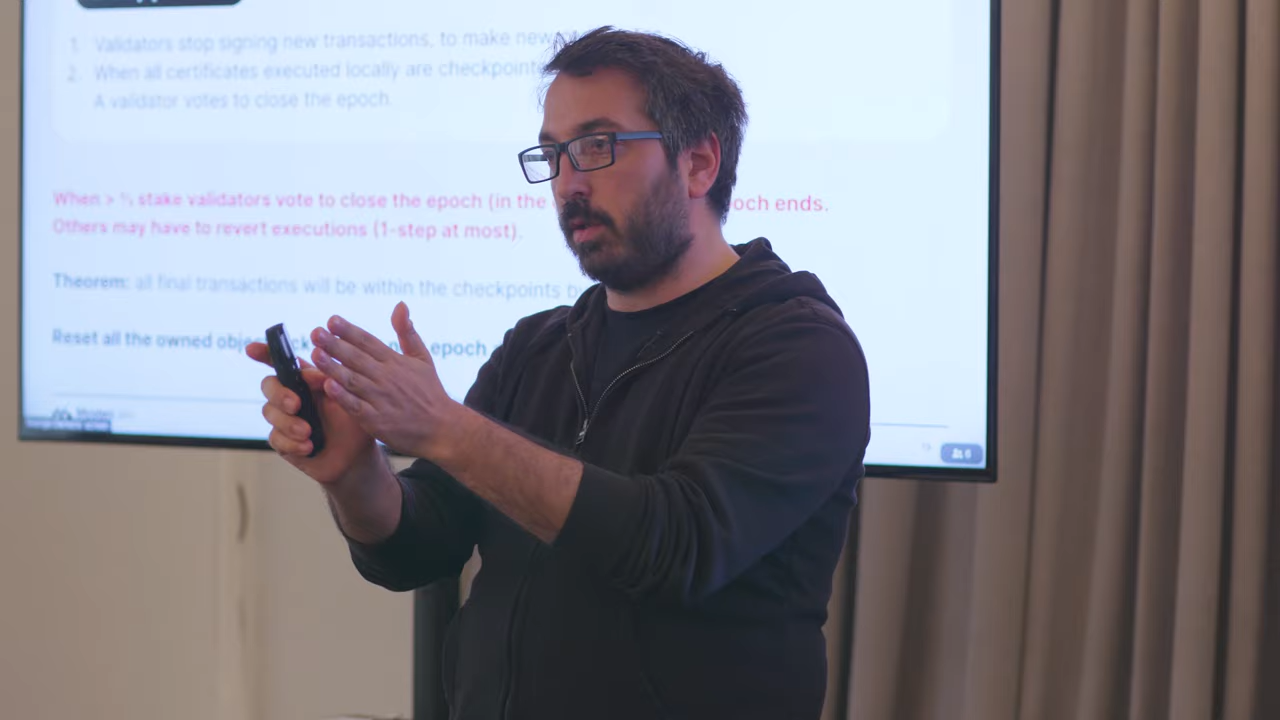 1. Validators stop signing new transactions, to make new
2. When all certificates executed locally are
A validator votes to close the epoch.
When > ⅔ stake validators vote to close the epoch (in the och ends.
Others may have to revert executions (1-step at most).
Theorem: all final transactions will be within the checkpoints
Reset all the owned epoch